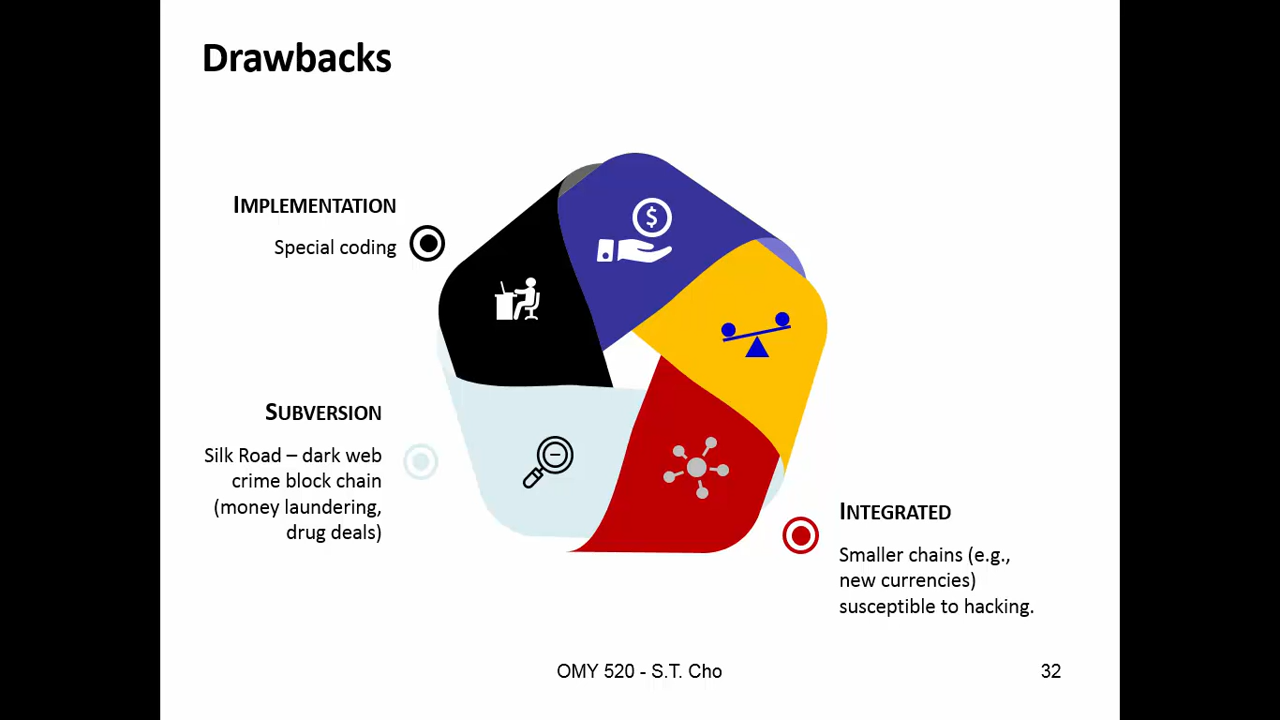 Drawbacks
IMPLEMENTATION
Special coding
$
SUBVERSION
Silk Road – dark web
crime block chain
(money laundering,
drug deals)
INTEGRATED
Smaller chains (e.g.,
new currencies)
susceptible to hacking.
OMY 520 - S.T. Cho
32